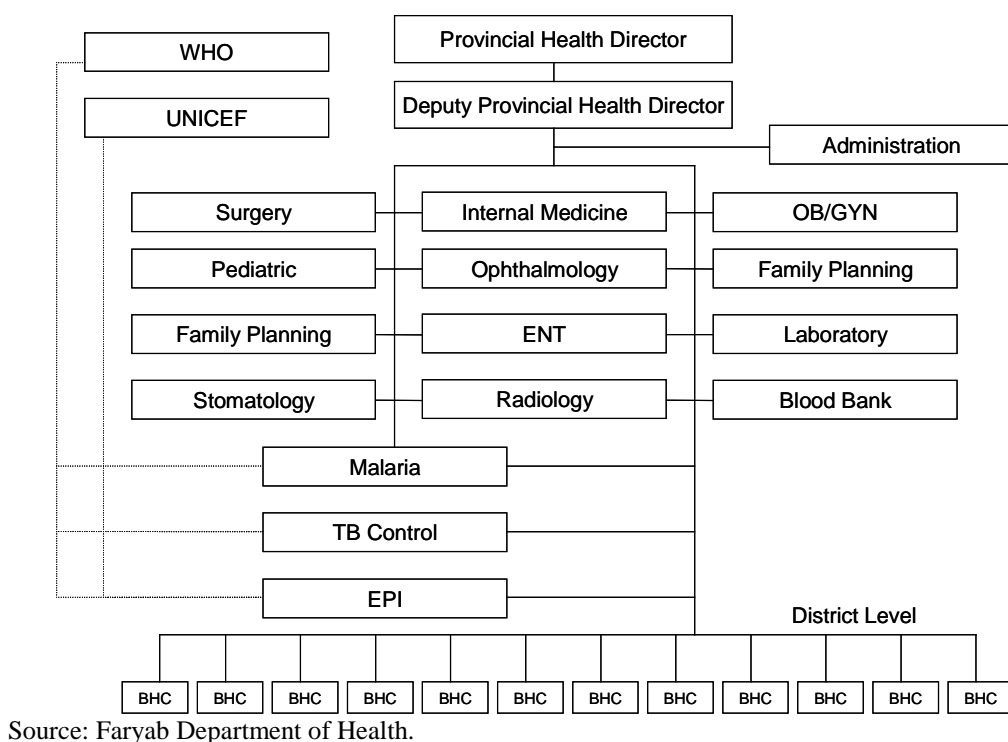 WHO
Provincial Health Director
UNICEF
Deputy Provincial Health Director
Administration
Surgery
Internal Medicine
OB/GYN
Pediatric
Ophthalmology
Family Planning
Family Planning
ENT
Laboratory
Stomatology
Radiology
Blood Bank
Malaria
TB Control
EPI
District Level
BHC
BHC
BHC
BHC
BHC
BHC
BHC
BHC
BHC
BHC
BHC
BHC
Source: Faryab Department of Health.